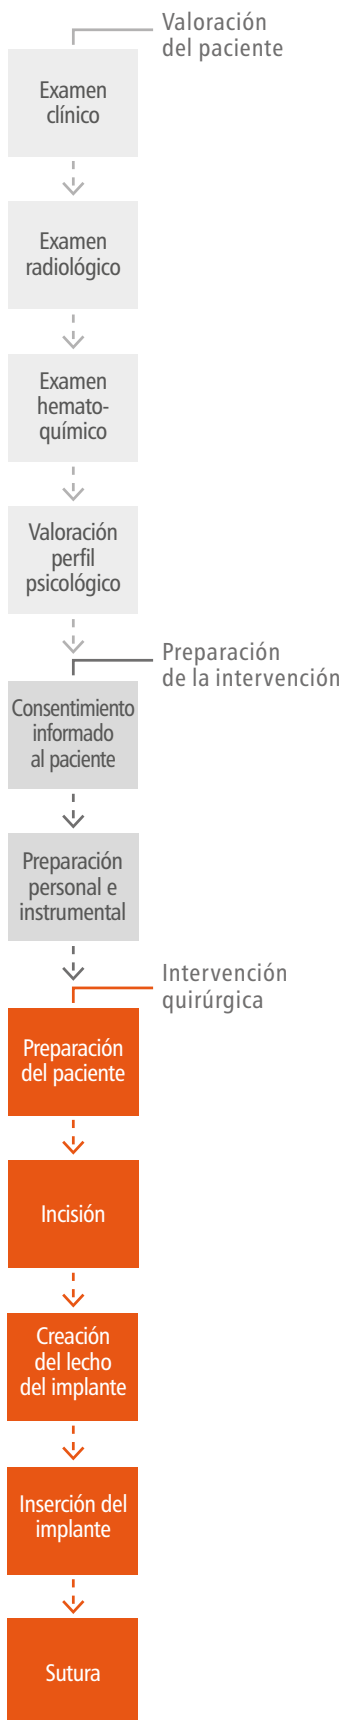 Valoración
del paciente
Examen
clínico
Examen
radiológico
Examen
hemato-
químico
Valoración
perfil
psicológico
Preparación
de la intervención
Consentimiento
informado
al paciente
Preparación
personal e
instrumental
Intervención
quirúrgica
Preparación
del paciente
Incisión
Creación
del lecho
del implante
Inserción del
implante
Sutura